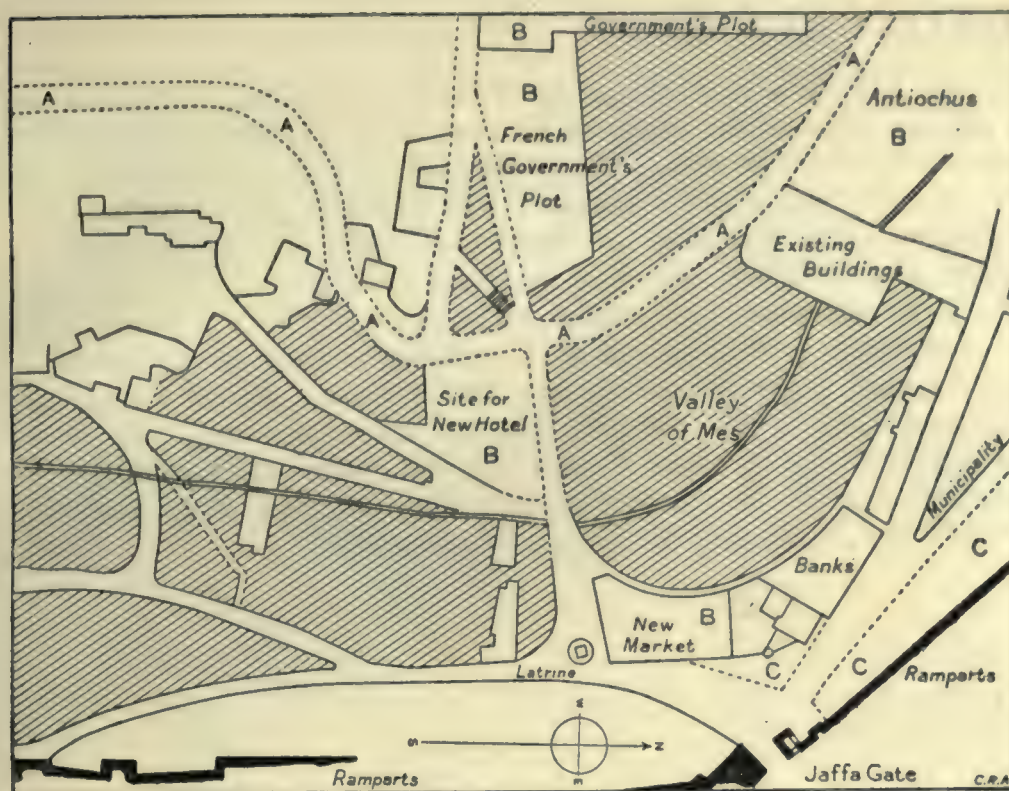 Government's Plot
B
A
A
B
A
Antiochus
B
French
Government's
Plot
A
Existing
Buildings
A
A
Site for
New Hotel
B
Valley
of Mes
Municipality
C
Banks
New
Market
B
C
C
Ramparts
Latrine
W
S
N
E
Ramparts
Jaffa Gate
C.R.A